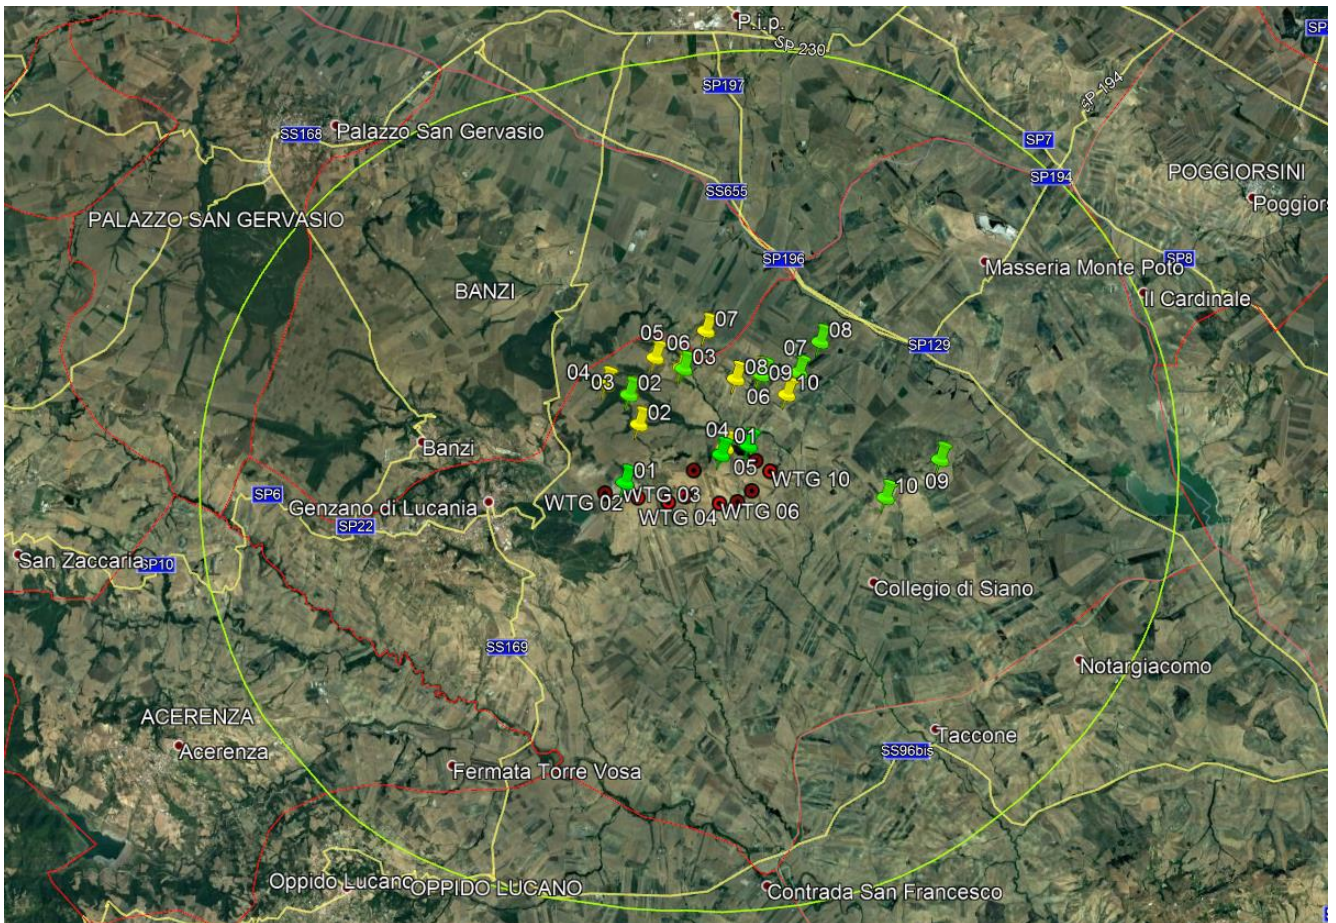 P.i.p.
SP 230
SP197
SP 194
SS168
Palazzo San Gervasio
SP7
SP194
POGGIORSINI
SS655
Poggiors
PALAZZO SAN GERVASIO
SP196
Masseria Monte Poto
SP8
BANZI
Il Cardinale
07
08
05
06
03
07
SP129
04
03
02
08
09
06
10
02
04
01
Banzi
05
01
WTG 10
09
10
SP6
Genzano di Lucania
WTG 02
WTG 03
WTG 04
WTG 06
SP22
San Zaccaria
SP10
Collegio di Siano
SS169
Notargiacomo
ACERENZA
Acerenza
Taccone
SS96bis
Fermata Torre Vosa
Oppido Lucano
OPPIDO LUCANO
Contrada San Francesco